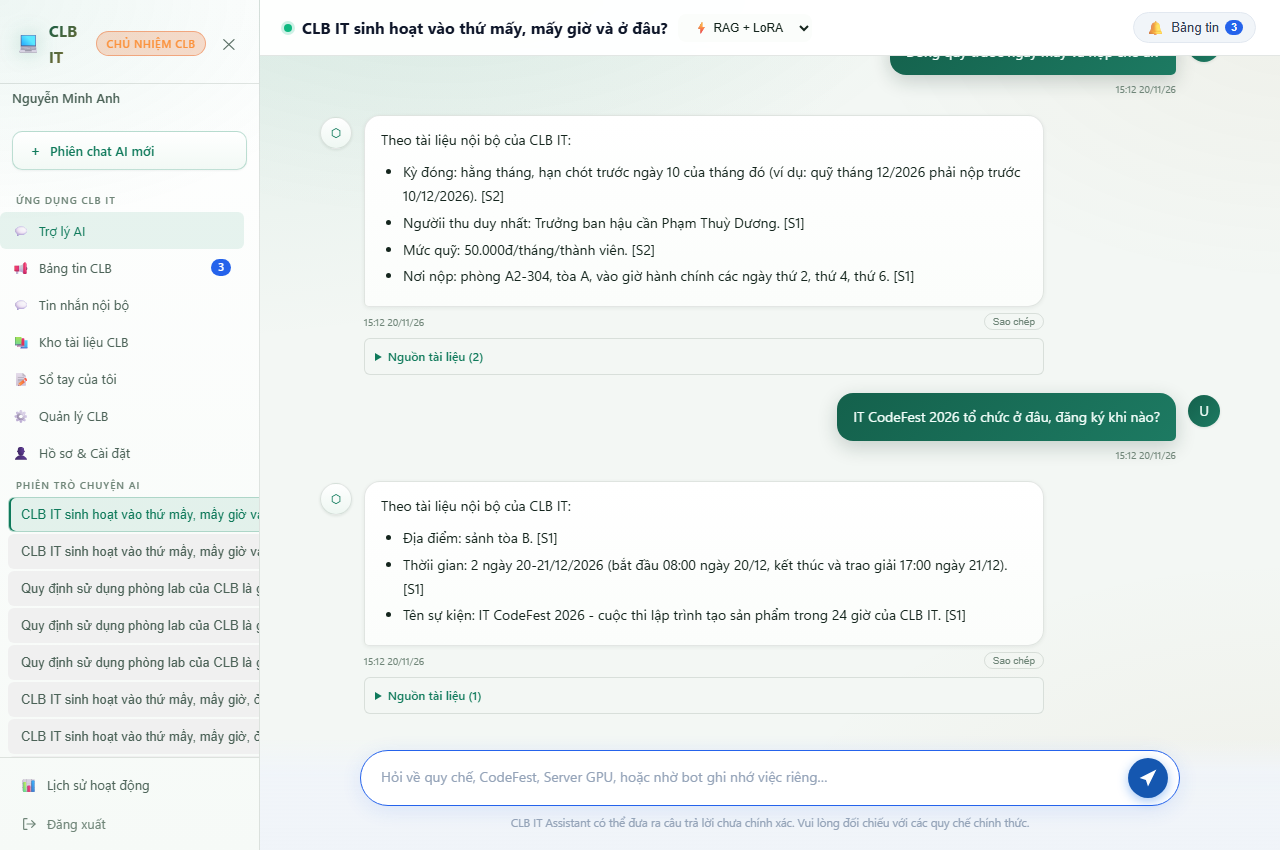 CLB IT
CHỦ NHIỆM CLB
Nguyễn Minh Anh
+ Phiên chat AI mới
ỨNG DỤNG CLB IT
Trợ lý AI
Bảng tin CLB 3
Tin nhắn nội bộ
Kho tài liệu CLB
Sổ tay của tôi
Quản lý CLB
Hồ sơ & Cài đặt
PHIÊN TRÒ CHUYỆN AI
CLB IT sinh hoạt vào thứ mấy, mấy giờ và
CLB IT sinh hoạt vào thứ mấy, mấy giờ và
Quy định sử dụng phòng lab của CLB là g
Quy định sử dụng phòng lab của CLB là g
Quy định sử dụng phòng lab của CLB là g
CLB IT sinh hoạt vào thứ mấy, mấy giờ, ở
CLB IT sinh hoạt vào thứ mấy, mấy giờ, ở
Lịch sử hoạt động
Đăng xuất
CLB IT sinh hoạt vào thứ mấy, mấy giờ và ở đâu?
RAG + LoRA
Bảng tin 3
15:12 20/11/26
Theo tài liệu nội bộ của CLB IT:
Kỳ đóng: hằng tháng, hạn chót trước ngày 10 của tháng đó (ví dụ: quỹ tháng 12/2026 phải nộp trước
10/12/2026). [S2]
Ngườii thu duy nhất: Trưởng ban hậu cần Phạm Thuỳ Dương. [S1]
Mức quỹ: 50.000đ/tháng/thành viên. [S2]
Nơi nộp: phòng A2-304, tòa A, vào giờ hành chính các ngày thứ 2, thứ 4, thứ 6. [S1]
15:12 20/11/26
Sao chép
Nguồn tài liệu (2)
IT CodeFest 2026 tổ chức ở đâu, đăng ký khi nào?
U
15:12 20/11/26
Theo tài liệu nội bộ của CLB IT:
Địa điểm: sảnh tòa B. [S1]
Thờii gian: 2 ngày 20-21/12/2026 (bắt đầu 08:00 ngày 20/12, kết thúc và trao giải 17:00 ngày 21/12).
[S1]
Tên sự kiện: IT CodeFest 2026 - cuộc thi lập trình tạo sản phẩm trong 24 giờ của CLB IT. [S1]
15:12 20/11/26
Sao chép
Nguồn tài liệu (1)
Hỏi về quy chế, CodeFest, Server GPU, hoặc nhờ bot ghi nhớ việc riêng...
CLB IT Assistant có thể đưa ra câu trả lời chưa chính xác. Vui lòng đối chiếu với các quy chế chính thức.